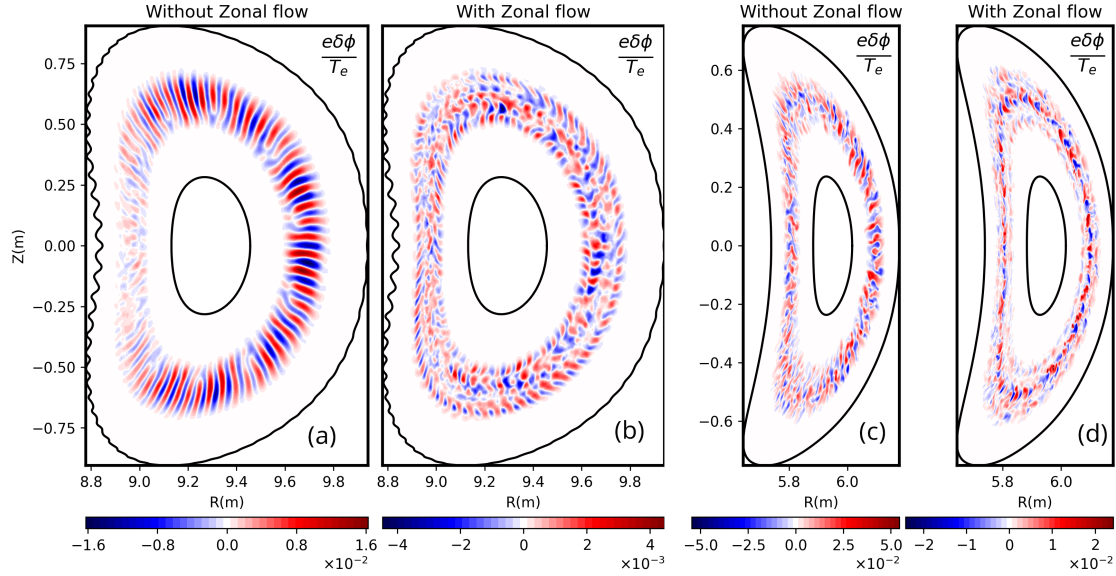 Without Zonal flow
With Zonal flow
Without Zonal flow
With Zonal flow
eδϕ
T_e
eδϕ
T_e
eδϕ
T_e
eδϕ
T_e
Z(m)
0.75
0.50
0.25
0.00
−0.25
−0.50
−0.75
0.6
0.4
0.2
0.0
−0.2
−0.4
−0.6
(a)
(b)
(c)
(d)
8.8 9.0 9.2 9.4 9.6 9.8
8.8 9.0 9.2 9.4 9.6 9.8
5.8 6.0
5.8 6.0
R(m)
R(m)
R(m)
R(m)
−1.6 −0.8 0.0 0.8 1.6
×10⁻²
−4 −2 0 2 4
×10⁻³
−5.0 −2.5 0.0 2.5 5.0
×10⁻²
−2 −1 0 1 2
×10⁻²